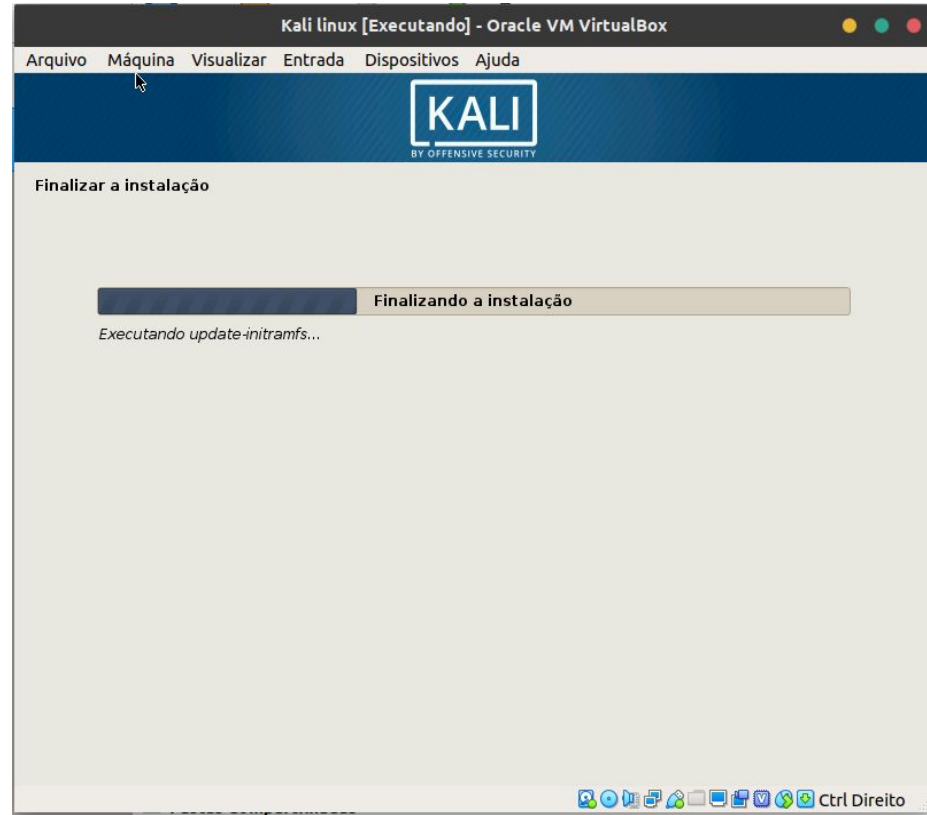 Kali linux [Executando] - Oracle VM VirtualBox
Arquivo Máquina Visualizar Entrada Dispositivos Ajuda
KALI
BY OFFENSIVE SECURITY
Finalizar a instalação
Finalizando a instalação
Executando update-initramfs...
Ctrl Direito